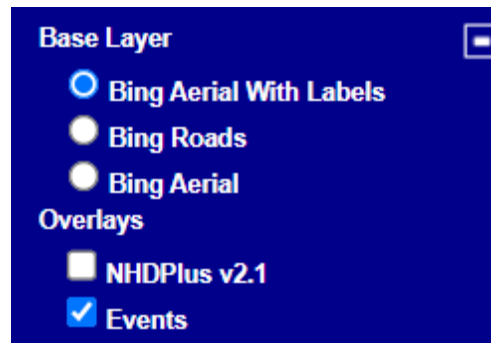 Base Layer
Bing Aerial With Labels
Bing Roads
Bing Aerial
Overlays
NHDPlus v2.1
Events